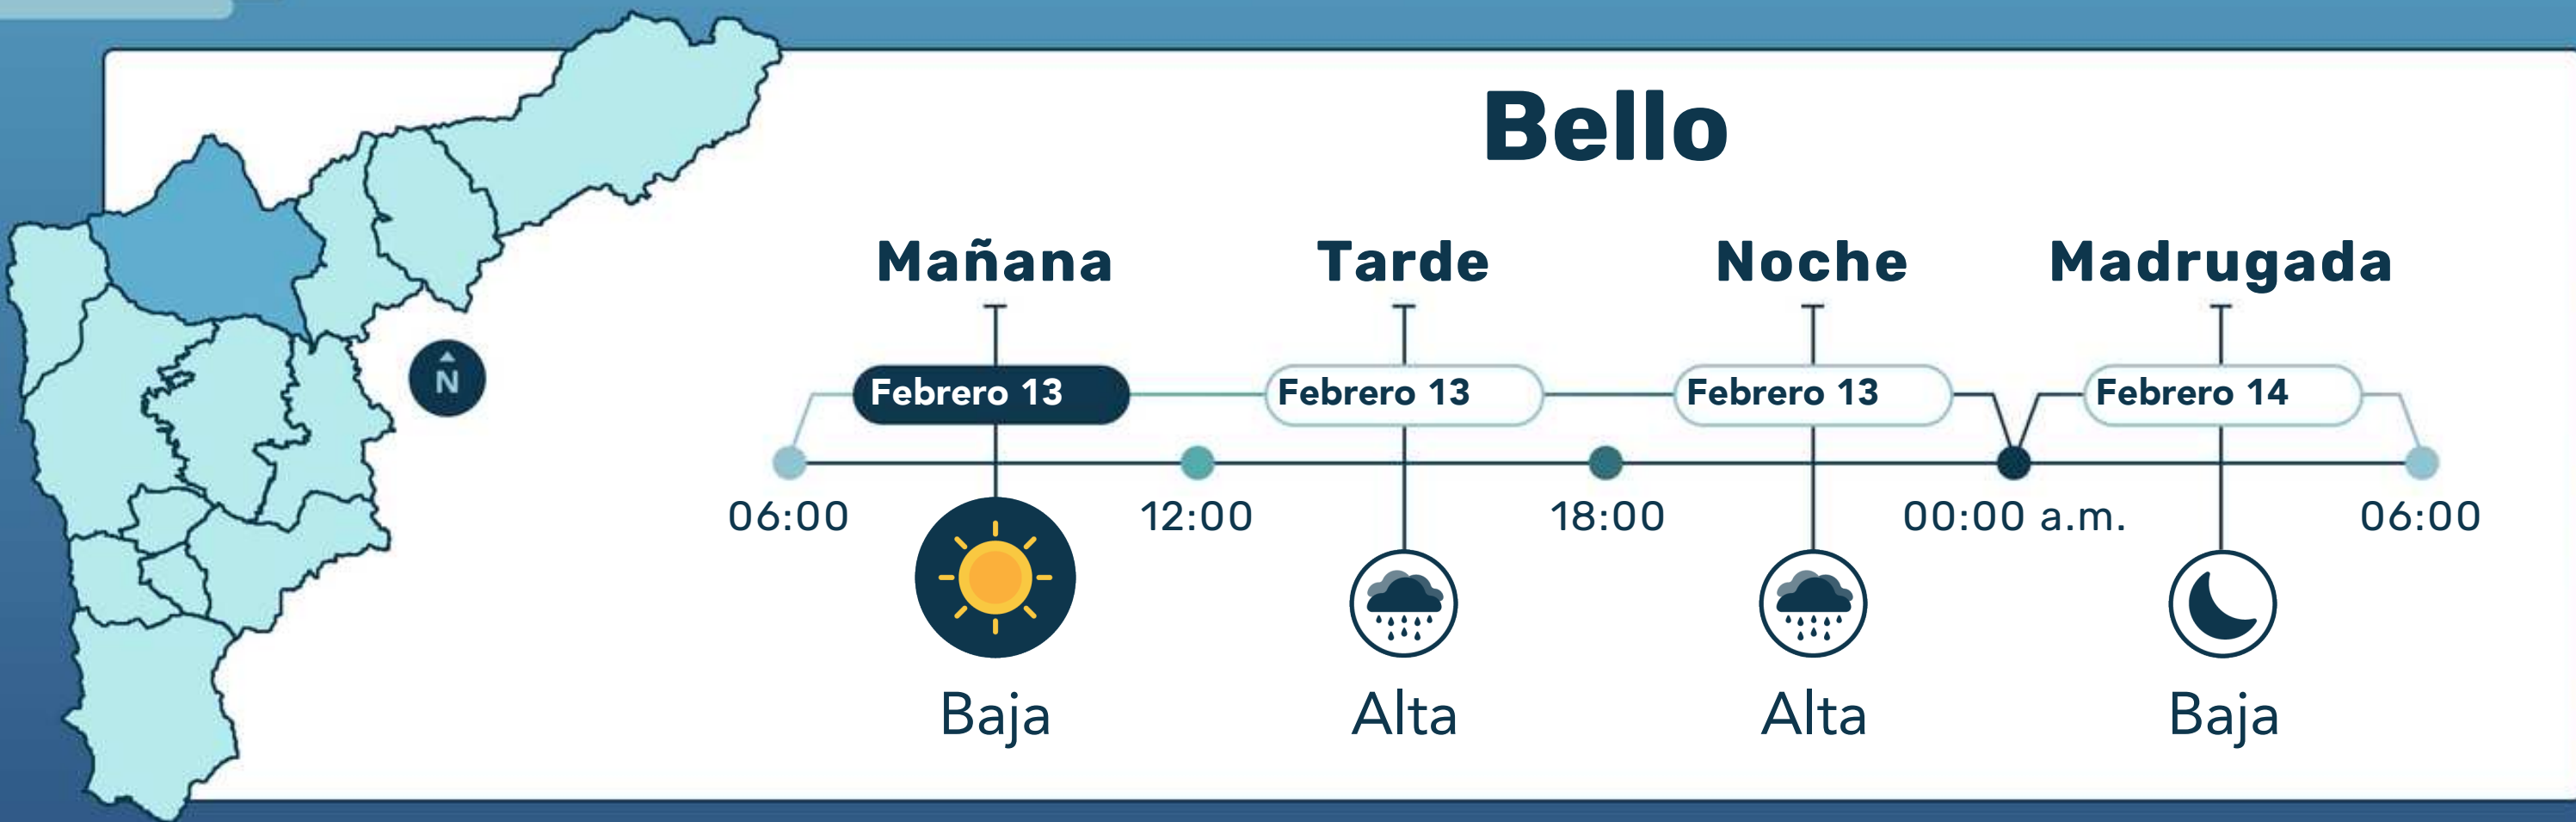 Bello
Mañana Tarde Noche Madrugada
N
Febrero 13 Febrero 13 Febrero 13 Febrero 14
06:00 12:00 18:00 00:00 a.m. 06:00
Baja Alta Alta Baja